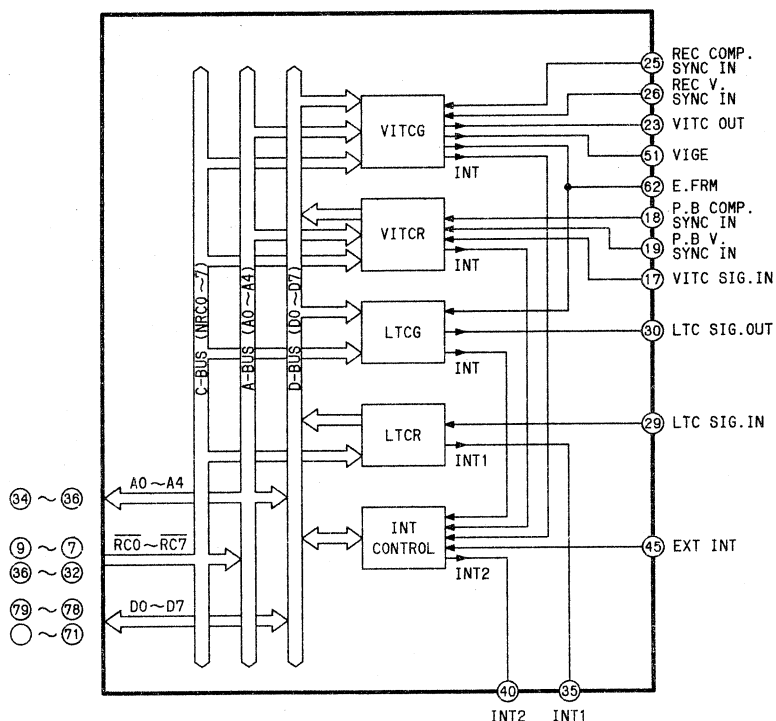 25 REC COMP.
SYNC IN
26 REC V.
SYNC IN
VITCG
23 VITC OUT
51 VIGE
INT
62 E.FRM
18 P.B COMP.
SYNC IN
VITCR
19 P.B V.
SYNC IN
INT
17 VITC SIG.IN
C-BUS (NRC0~7)
A-BUS (A0~A4)
D-BUS (D0~D7)
LTCG
30 LTC SIG.OUT
INT
LTCR
29 LTC SIG.IN
INT1
34 ~ 36 A0~A4
9 ~ 7 RC0~RC7
36 ~ 32
INT
CONTROL
45 EXT INT
INT2
79 ~ 78 D0~D7
~ 71
40 35
INT2 INT1